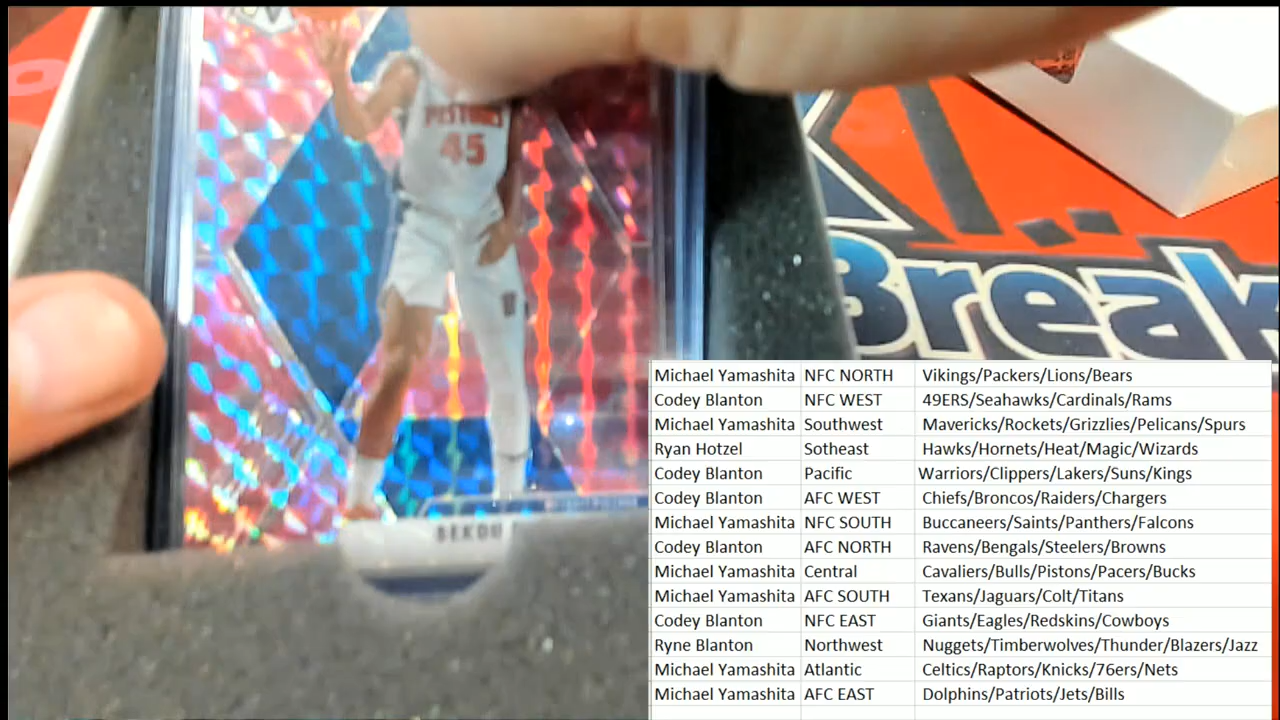 PISTONS
45
SEKOU
Break
Michael Yamashita NFC NORTH Vikings/Packers/Lions/Bears
Codey Blanton NFC WEST 49ERS/Seahawks/Cardinals/Rams
Michael Yamashita Southwest Mavericks/Rockets/Grizzlies/Pelicans/Spurs
Ryan Hotzel Sotheast Hawks/Hornets/Heat/Magic/Wizards
Codey Blanton Pacific Warriors/Clippers/Lakers/Suns/Kings
Codey Blanton AFC WEST Chiefs/Broncos/Raiders/Chargers
Michael Yamashita NFC SOUTH Buccaneers/Saints/Panthers/Falcons
Codey Blanton AFC NORTH Ravens/Bengals/Steelers/Browns
Michael Yamashita Central Cavaliers/Bulls/Pistons/Pacers/Bucks
Michael Yamashita AFC SOUTH Texans/Jaguars/Colt/Titans
Codey Blanton NFC EAST Giants/Eagles/Redskins/Cowboys
Ryne Blanton Northwest Nuggets/Timberwolves/Thunder/Blazers/Jazz
Michael Yamashita Atlantic Celtics/Raptors/Knicks/76ers/Nets
Michael Yamashita AFC EAST Dolphins/Patriots/Jets/Bills